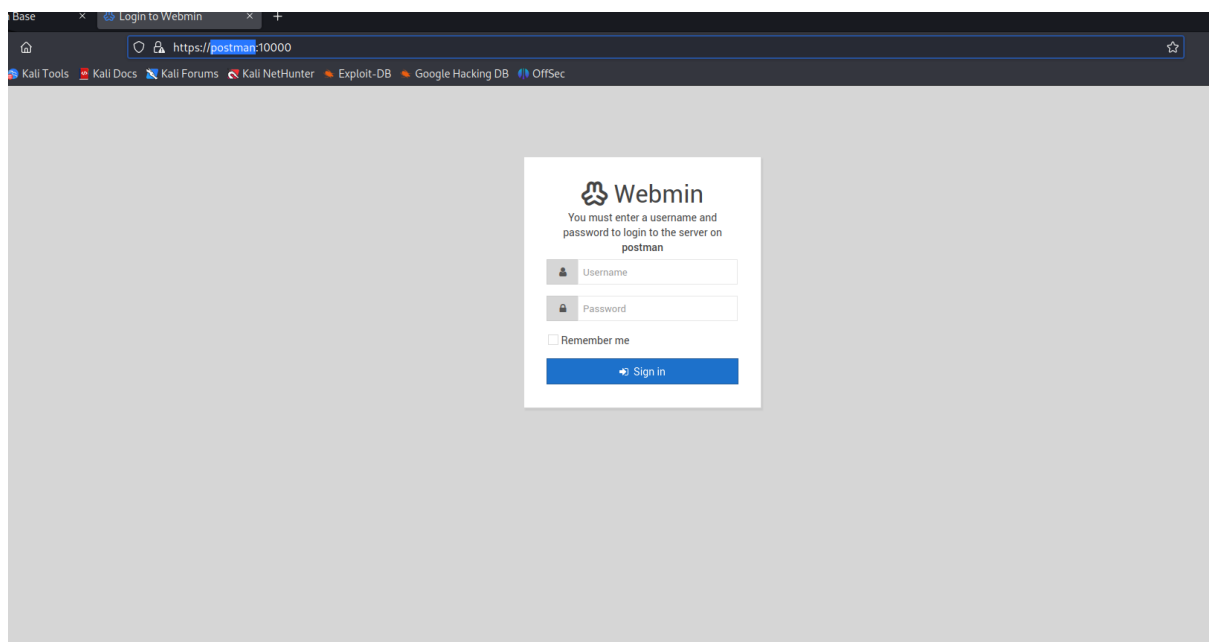 Base × Login to Webmin × +
https://postman:10000
Kali Tools Kali Docs Kali Forums Kali NetHunter Exploit-DB Google Hacking DB OffSec
Webmin
You must enter a username and
password to login to the server on
postman
Username
Password
Remember me
Sign in